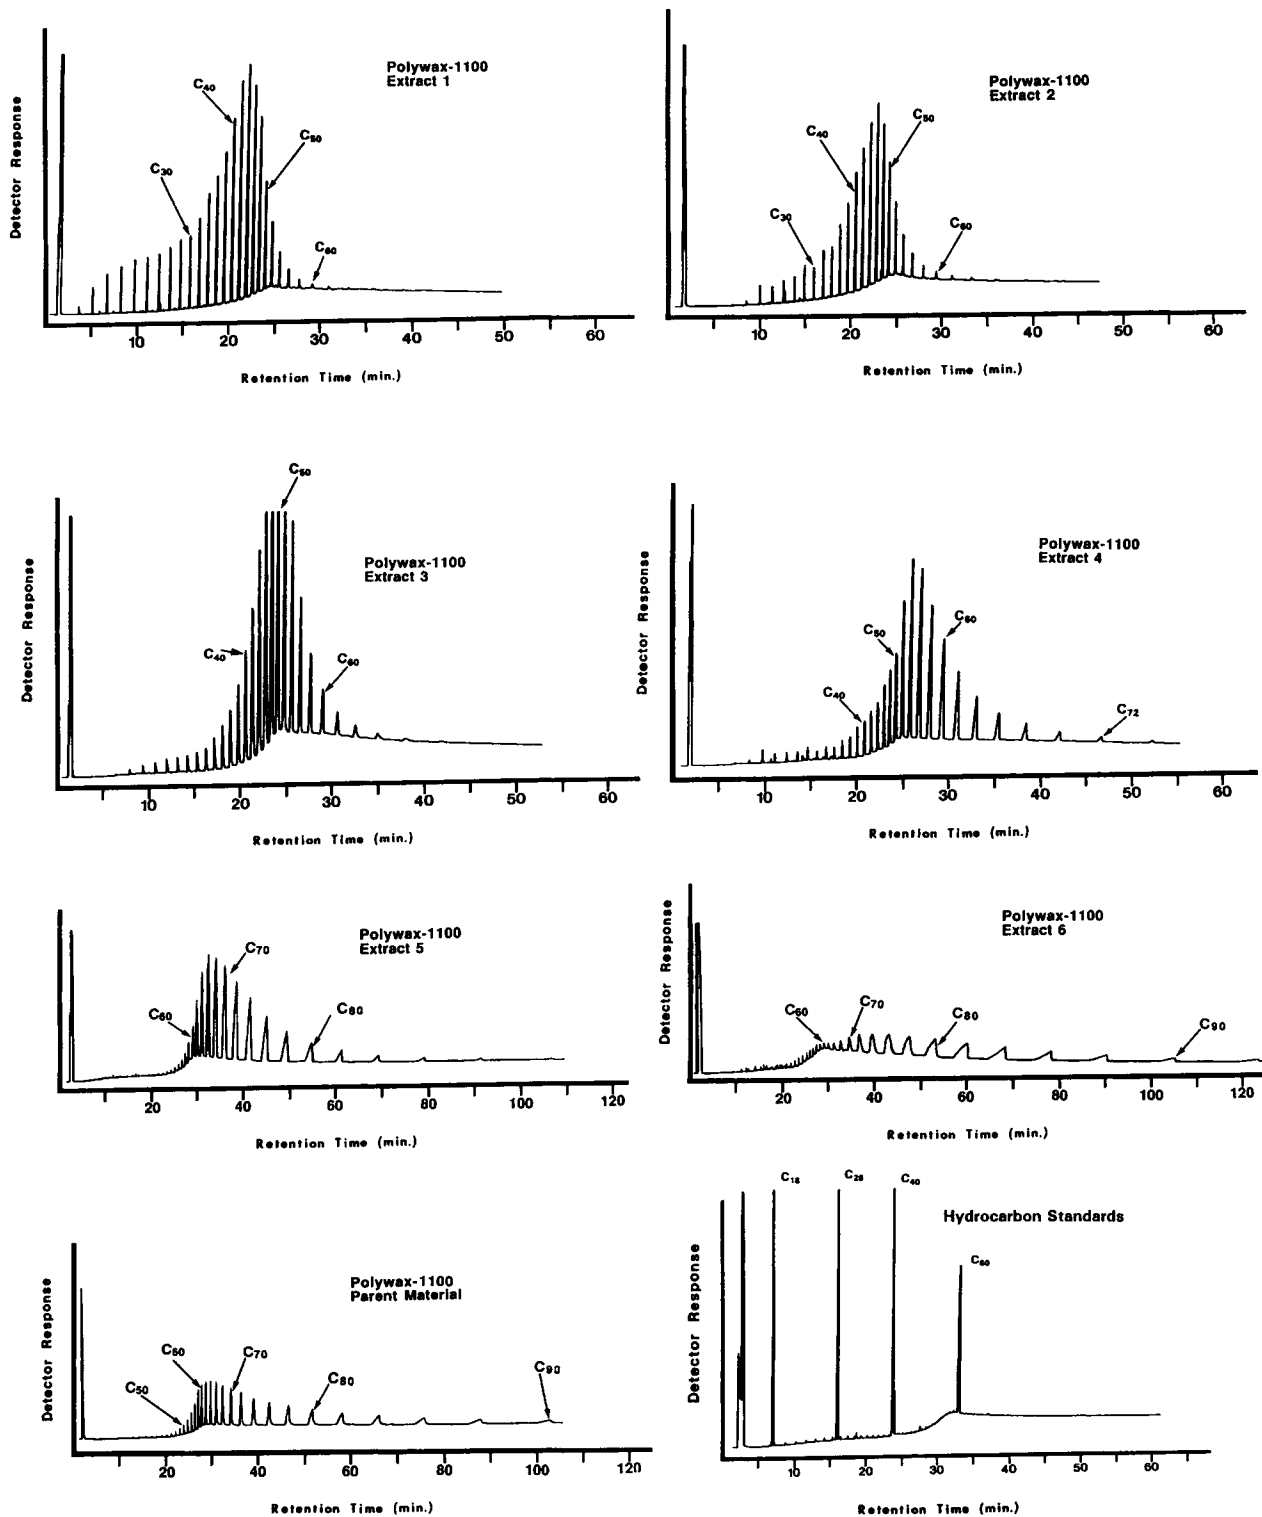 Polywax-1100
Extract 1
C₄₀
C₅₀
C₃₀
C₆₀
Detector Response
10 20 30 40 50 60
Retention Time (min.)
Polywax-1100
Extract 2
C₅₀
C₄₀
C₃₀
C₆₀
Detector Response
10 20 30 40 50 60
Retention Time (min.)
C₅₀
Polywax-1100
Extract 3
C₄₀
C₆₀
Detector Response
10 20 30 40 50 60
Retention Time (min.)
Polywax-1100
Extract 4
C₆₀
C₅₀
C₄₀
C₇₂
Detector Response
10 20 30 40 50 60
Retention Time (min.)
Polywax-1100
Extract 5
C₇₀
C₆₀
C₈₀
Detector Response
20 40 60 80 100 120
Retention Time (min.)
Polywax-1100
Extract 6
C₆₀
C₇₀
C₈₀
C₉₀
Detector Response
20 40 60 80 100 120
Retention Time (min.)
Polywax-1100
Parent Material
C₆₀
C₇₀
C₅₀
C₈₀
C₉₀
Detector Response
20 40 60 80 100 120
Retention Time (min.)
C₁₈ C₂₈ C₄₀
Hydrocarbon Standards
C₆₀
Detector Response
10 20 30 40 50 60
Retention Time (min.)